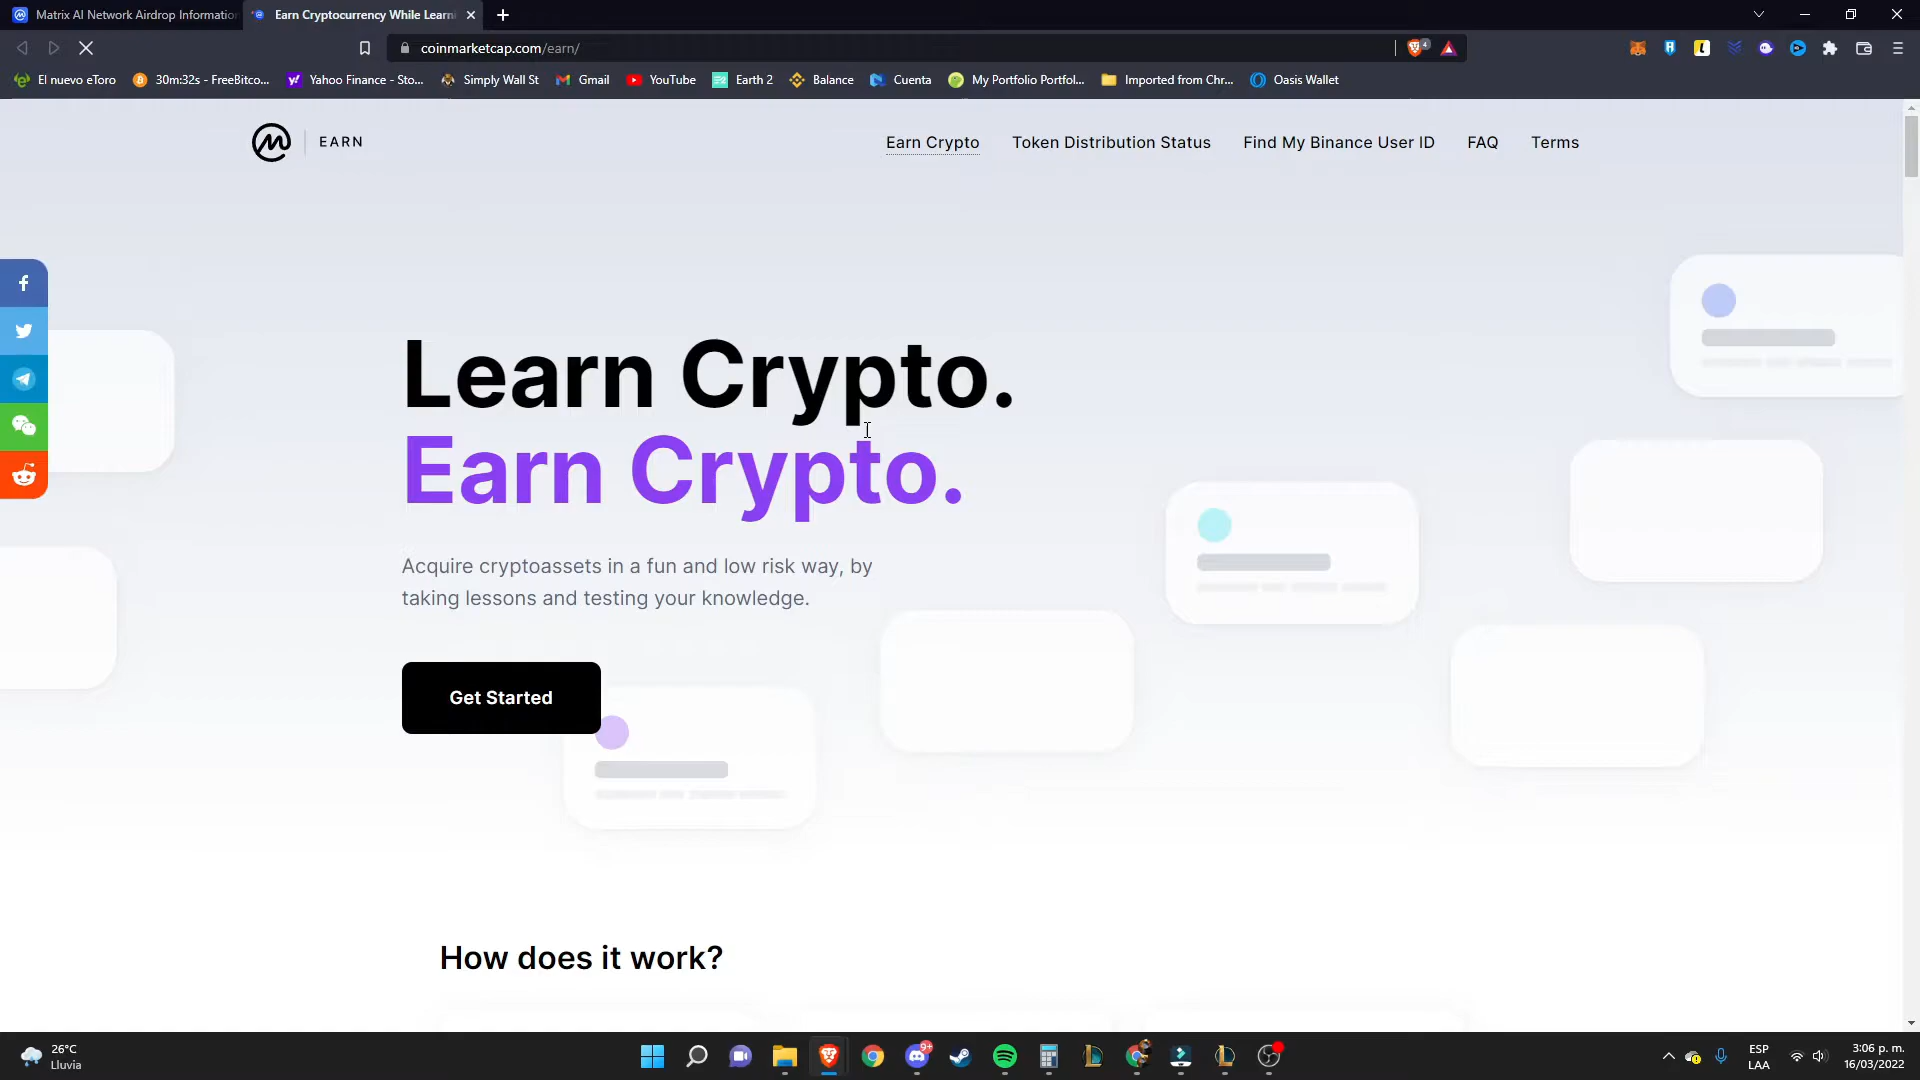 Matrix AI Network Airdrop Information
Earn Cryptocurrency While Learni
coinmarketcap.com/earn/
4
El nuevo eToro
30m:32s - FreeBitco...
Yahoo Finance - Sto...
Simply Wall St
Gmail
YouTube
Earth 2
Balance
Cuenta
My Portfolio Portfol...
Imported from Chr...
Oasis Wallet
EARN
Earn Crypto
Token Distribution Status
Find My Binance User ID
FAQ
Terms
Learn Crypto.
Earn Crypto.
Acquire cryptoassets in a fun and low risk way, by
taking lessons and testing your knowledge.
Get Started
How does it work?
26°C
Lluvia
9+
ESP
LAA
3:06 p. m.
16/03/2022